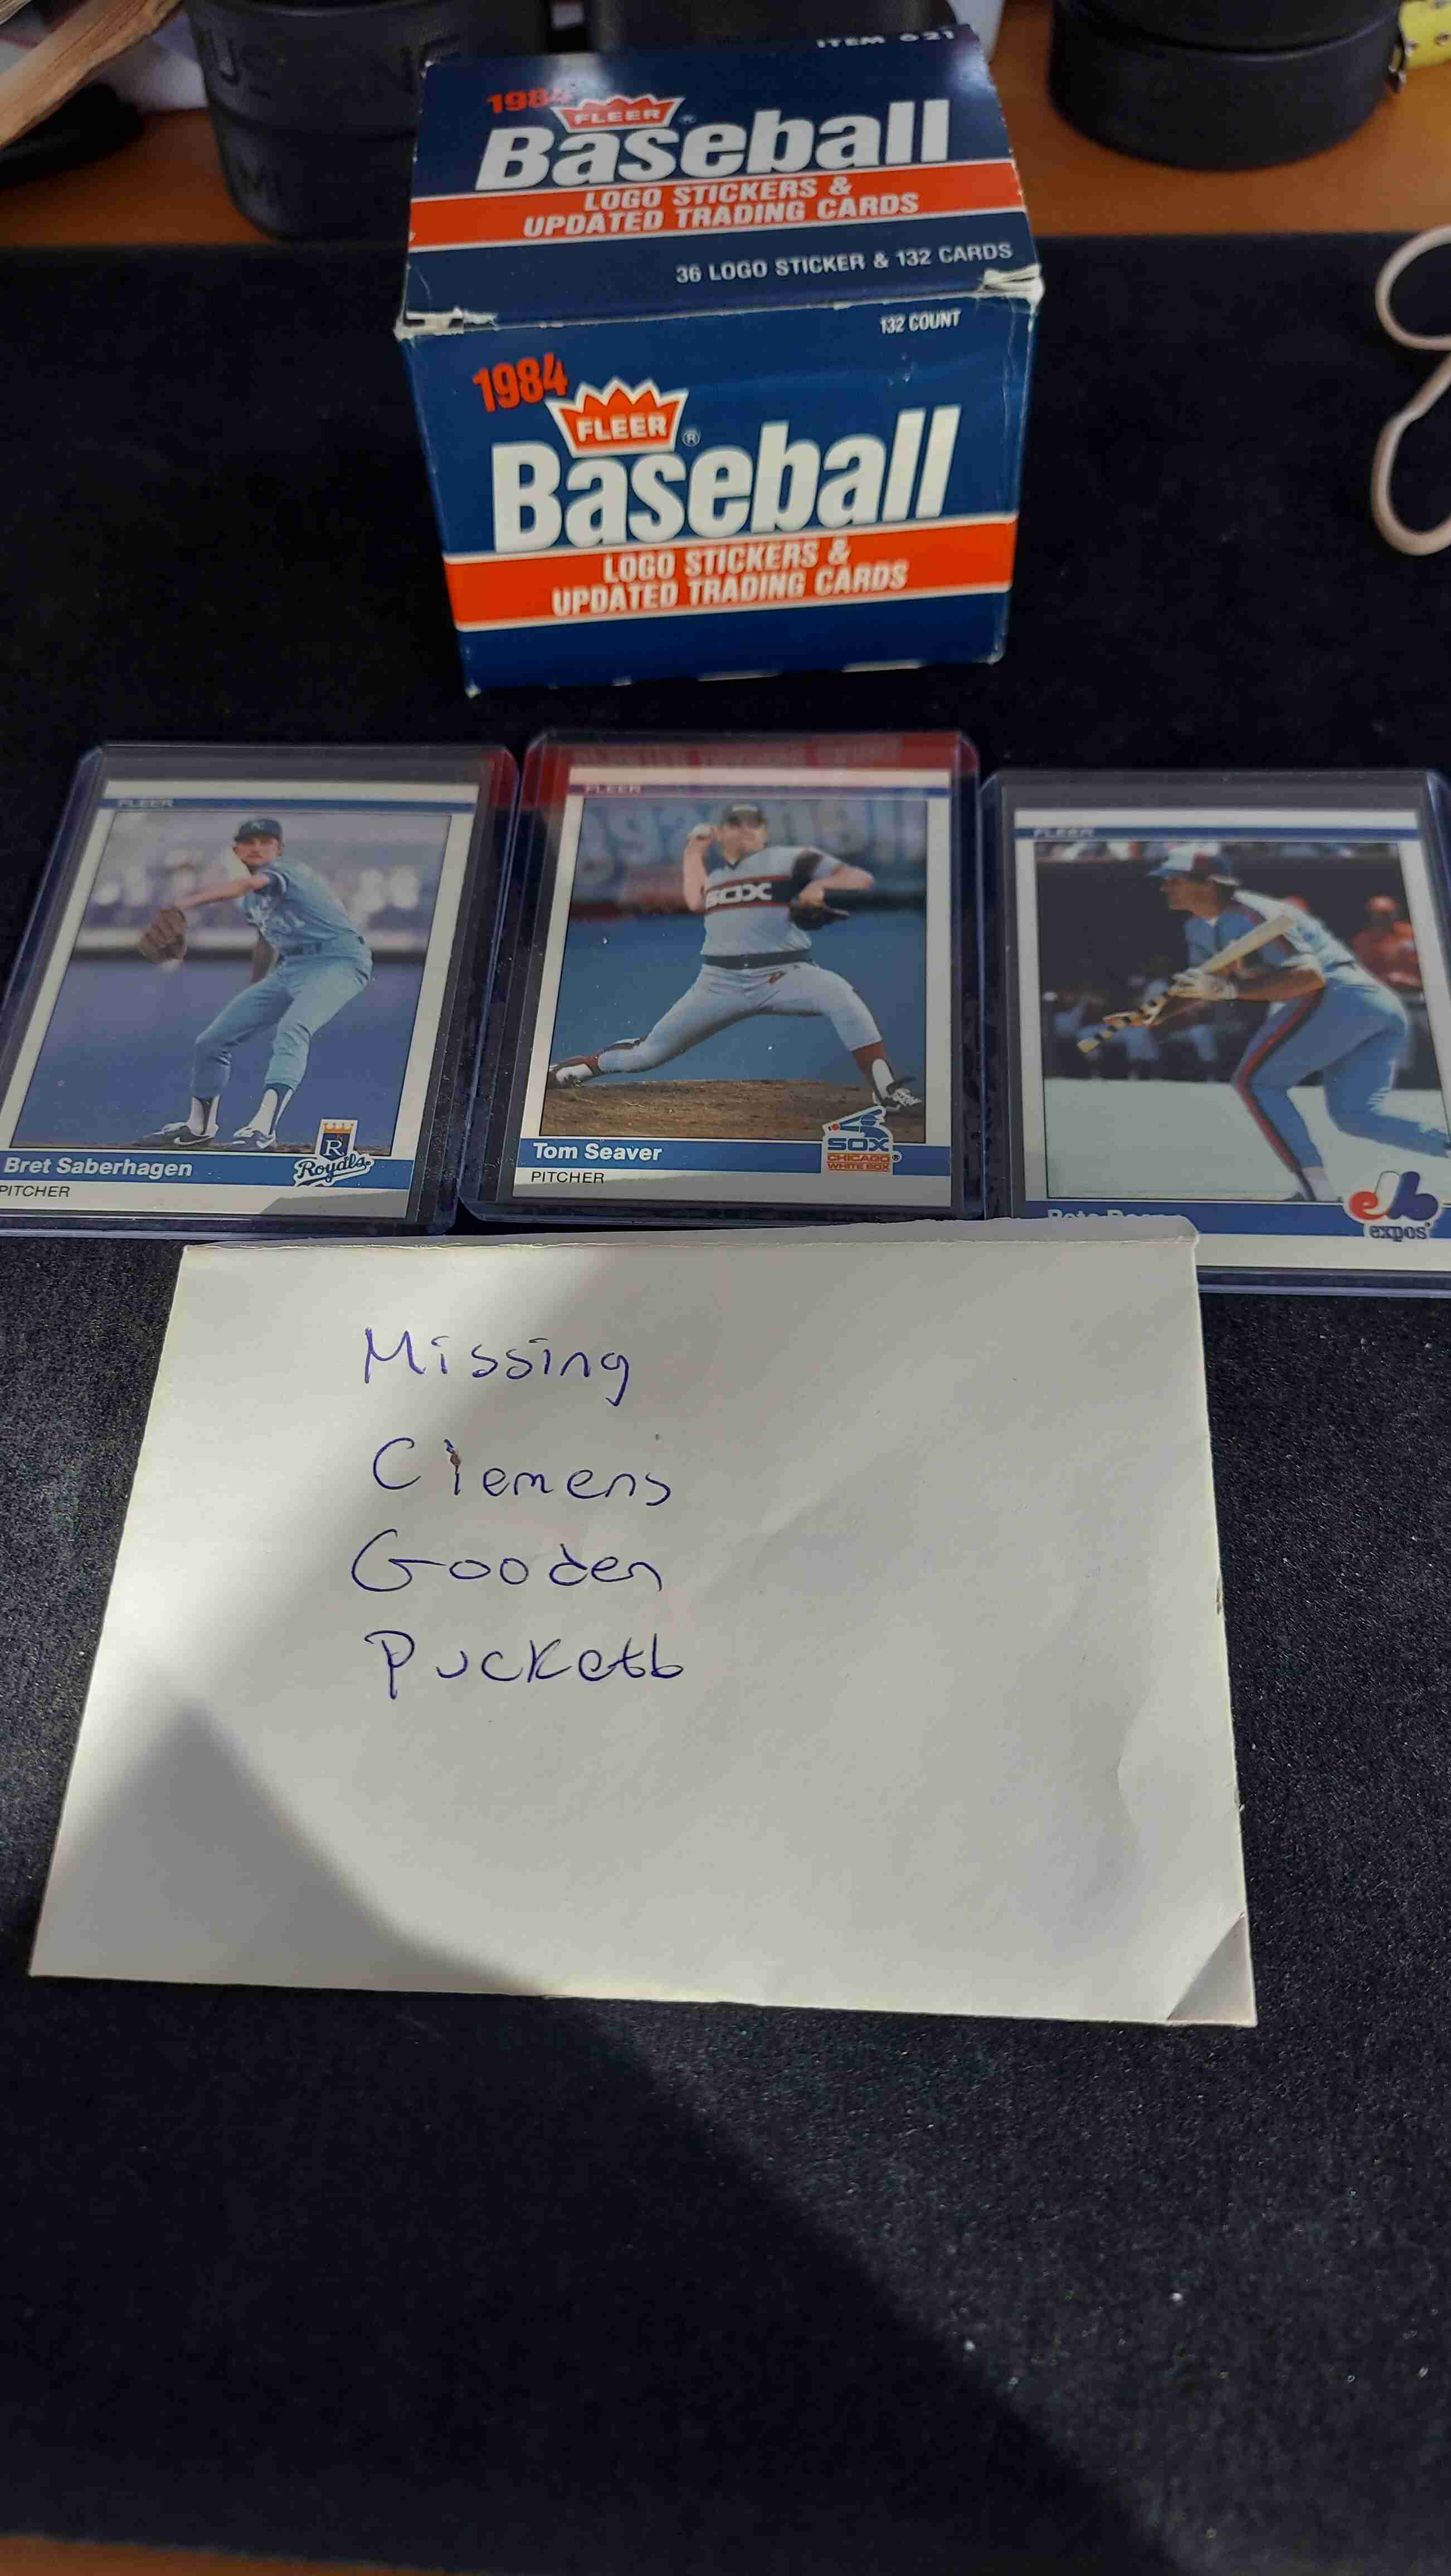 ITEM 621
1984
FLEER
Baseball
LOGO STICKERS &
UPDATED TRADING CARDS
36 LOGO STICKER & 132 CARDS
132 COUNT
1984
FLEER ®
Baseball
LOGO STICKERS &
UPDATED TRADING CARDS
FLEER
Bret Saberhagen
R
Royals
PITCHER
FLEER
SOX
Tom Seaver
SOX
CHICAGO
WHITE SOX
PITCHER
FLEER
expos
Missing
Clemens
Gooden
Puckett